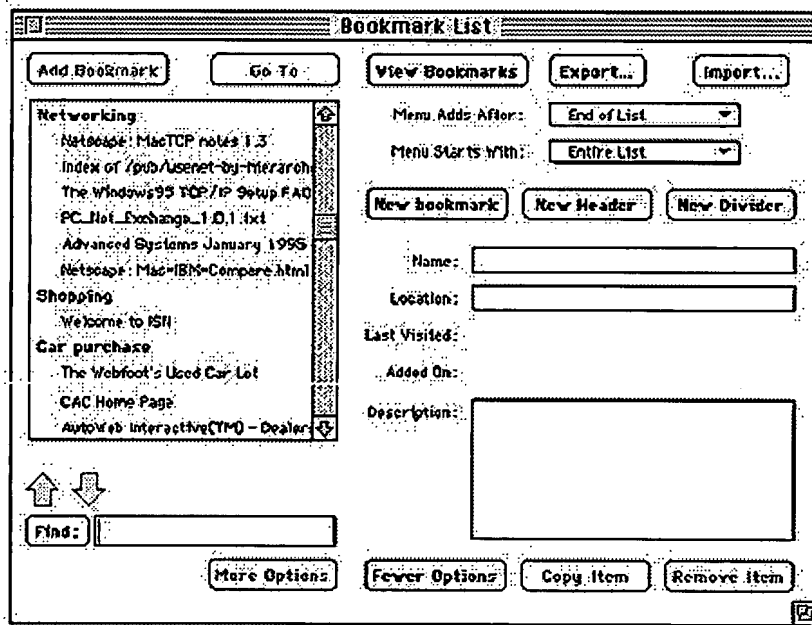 Bookmark List
Add Bookmark
Go To
View Bookmarks
Export...
Import...
Networking
Netscape: MacTCP notes 1.3
Index of /pub/usenet-by-hierarch
The Windows95 TCP/IP Setup FAQ
PC_Net_Exchange_1.0.1.txt
Advanced Systems January 1995
Netscape: Mac-IBM-Compare.html
Shopping
Welcome to ISN
Car purchase
The Webfoot's Used Car Lot
CAC Home Page
AutoWeb Interactive(TM) - Dealers
Find:
More Options
Menu Adds After:
End of List
Menu Starts With:
Entire List
New bookmark
New Header
New Divider
Name:
Location:
Last Visited:
Added On:
Description:
Fewer Options
Copy Item
Remove Item